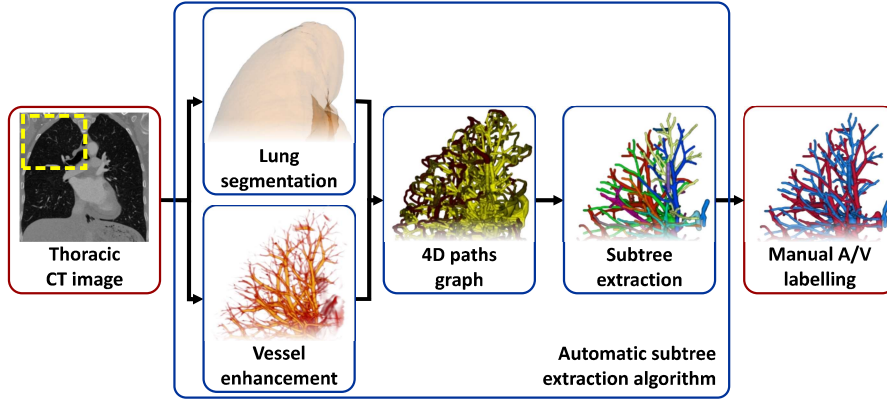 Thoracic
CT image
Lung
segmentation
Vessel
enhancement
4D paths
graph
Subtree
extraction
Manual A/V
labelling
Automatic subtree
extraction algorithm